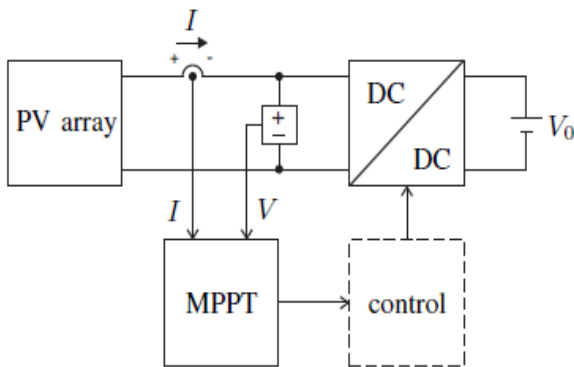 I
+ -
PV array
+
−
DC
DC
V₀
I
V
MPPT
control